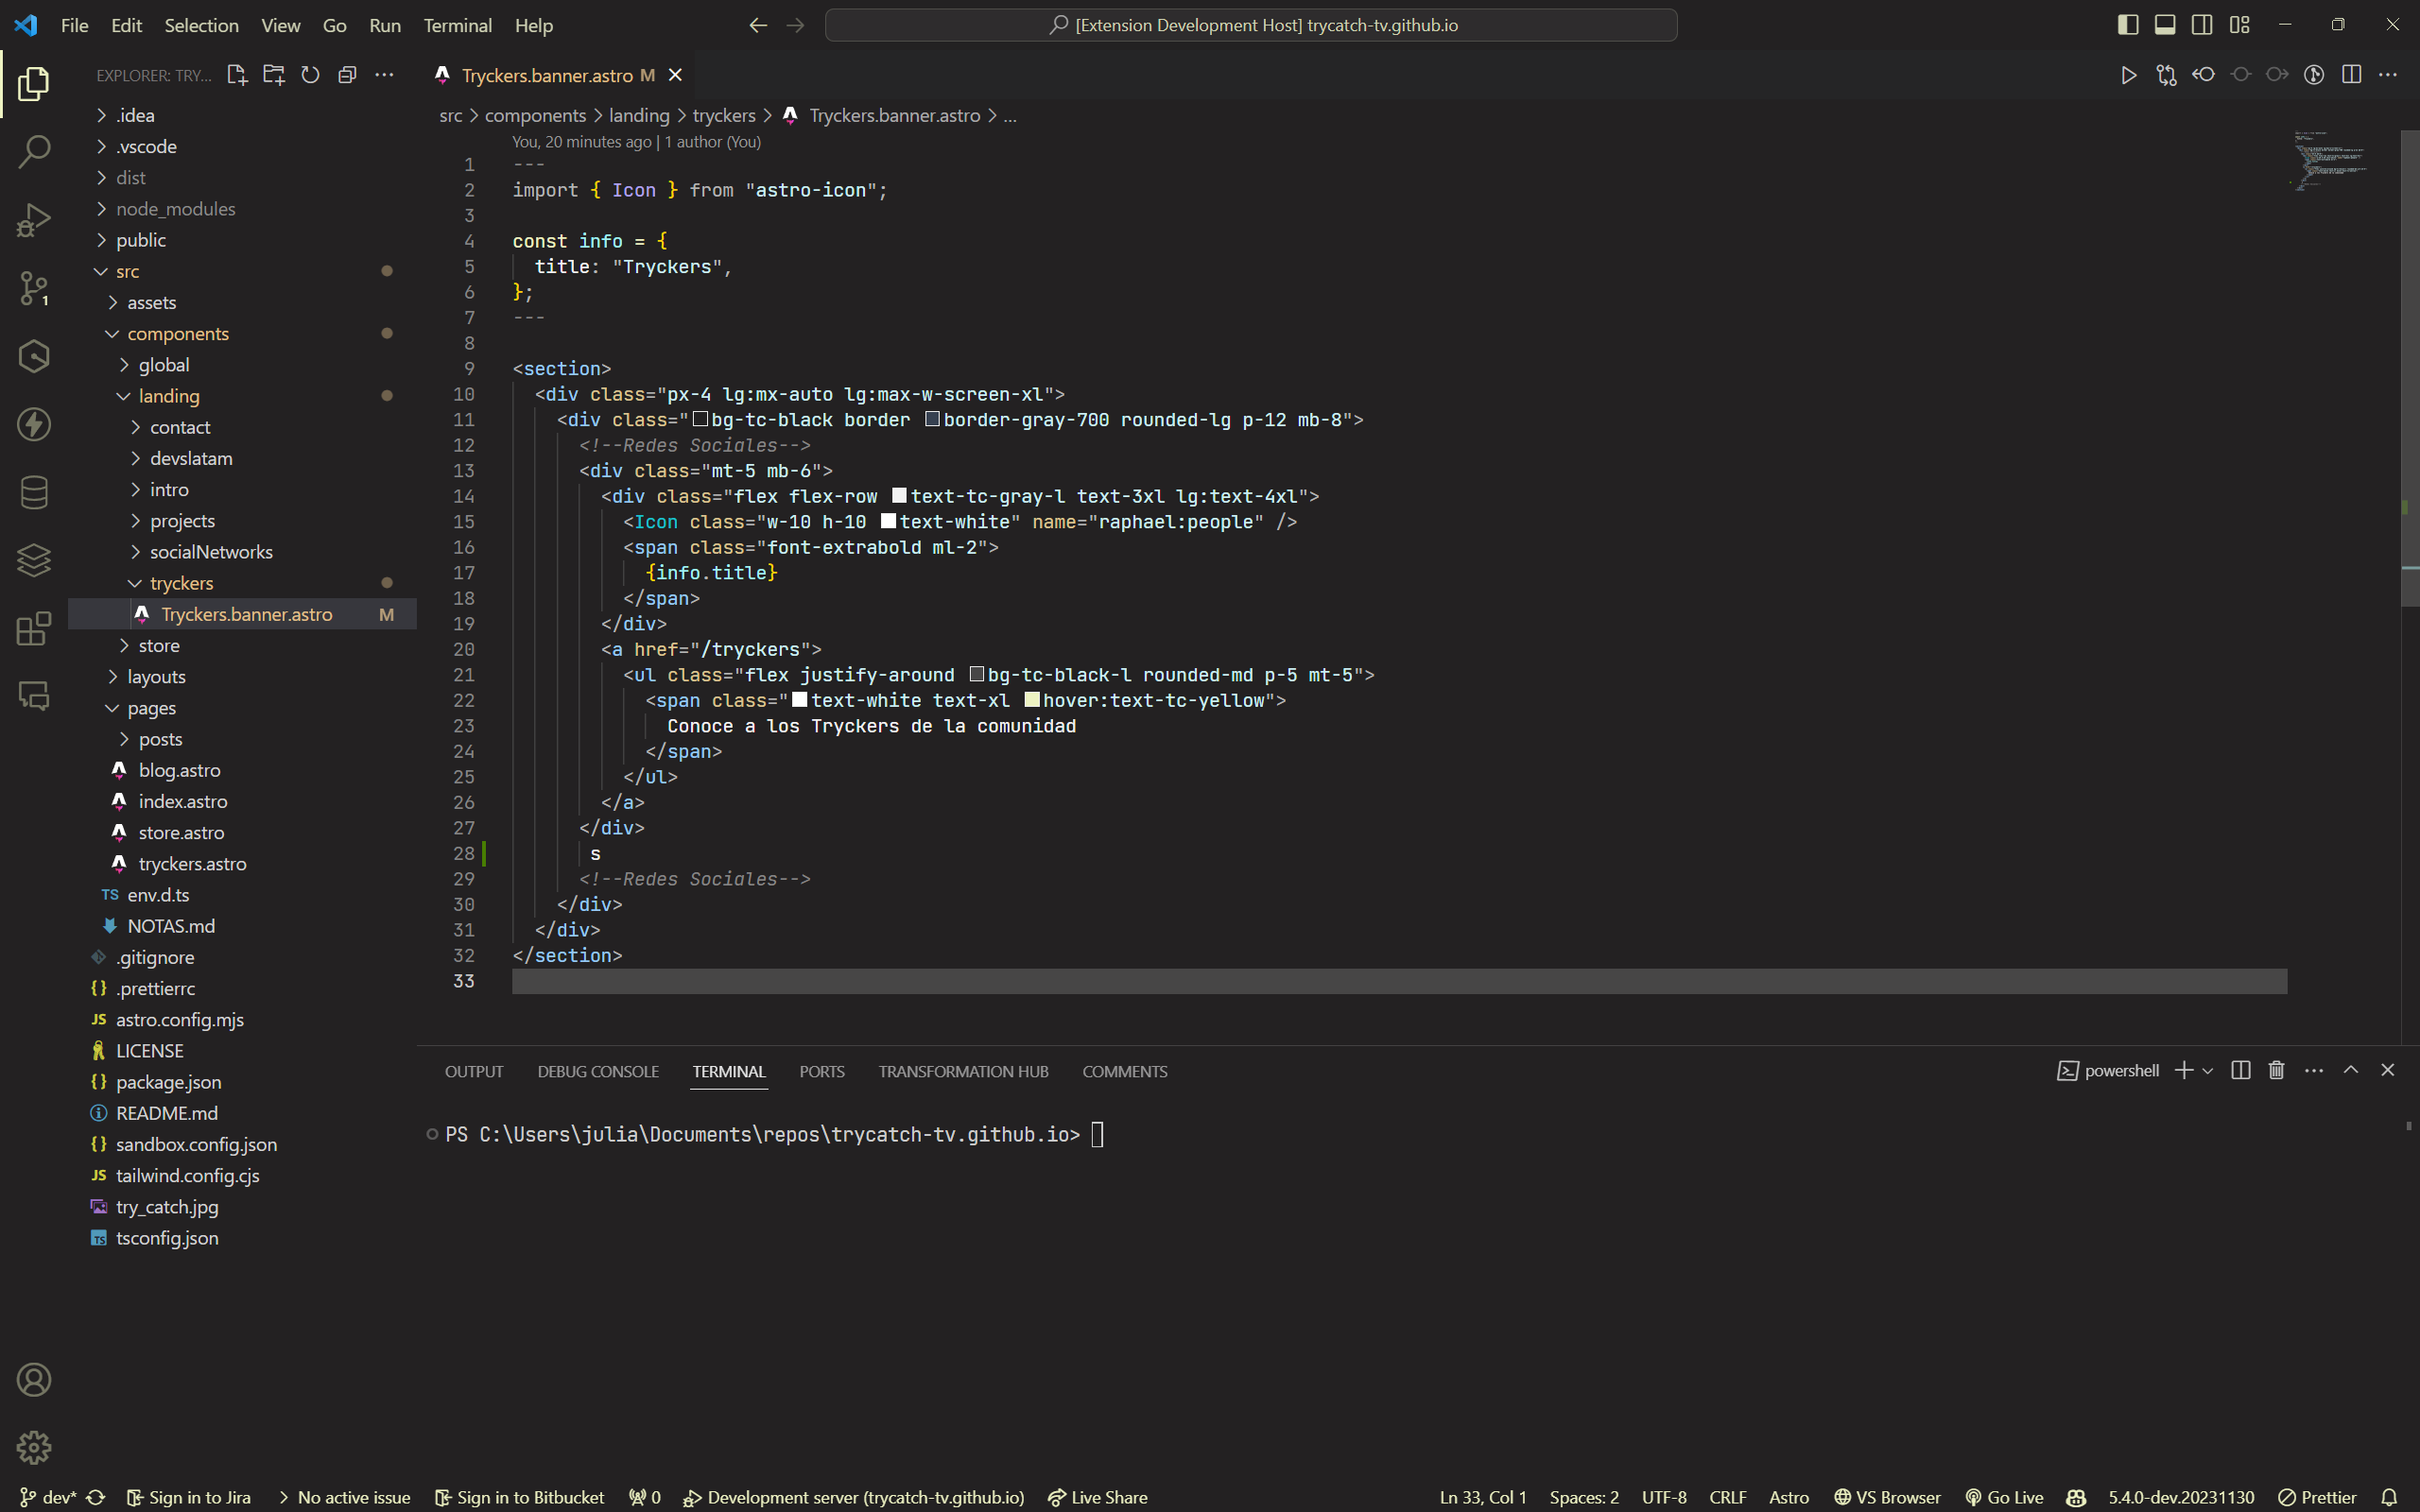 File Edit Selection View Go Run Terminal Help
[Extension Development Host] trycatch-tv.github.io
EXPLORER: TRY...
.idea
.vscode
dist
node_modules
public
src
assets
components
global
landing
contact
devslatam
intro
projects
socialNetworks
tryckers
Tryckers.banner.astro M
store
layouts
pages
posts
blog.astro
index.astro
store.astro
tryckers.astro
TS env.d.ts
NOTAS.md
.gitignore
{} .prettierrc
JS astro.config.mjs
LICENSE
{} package.json
README.md
{} sandbox.config.json
JS tailwind.config.cjs
try_catch.jpg
TS tsconfig.json
1
Tryckers.banner.astro M
src > components > landing > tryckers > Tryckers.banner.astro > ...
You, 20 minutes ago | 1 author (You)
1 ---
2 import { Icon } from "astro-icon";
3
4 const info = {
5 title: "Tryckers",
6 };
7 ---
8
9 <section>
10 <div class="px-4 lg:mx-auto lg:max-w-screen-xl">
11 <div class="bg-tc-black border border-gray-700 rounded-lg p-12 mb-8">
12 <!--Redes Sociales-->
13 <div class="mt-5 mb-6">
14 <div class="flex flex-row text-tc-gray-l text-3xl lg:text-4xl">
15 <Icon class="w-10 h-10 text-white" name="raphael:people" />
16 <span class="font-extrabold ml-2">
17 {info.title}
18 </span>
19 </div>
20 <a href="/tryckers">
21 <ul class="flex justify-around bg-tc-black-l rounded-md p-5 mt-5">
22 <span class="text-white text-xl hover:text-tc-yellow">
23 Conoce a los Tryckers de la comunidad
24 </span>
25 </ul>
26 </a>
27 </div>
28 s
29 <!--Redes Sociales-->
30 </div>
31 </div>
32 </section>
33
OUTPUT DEBUG CONSOLE TERMINAL PORTS TRANSFORMATION HUB COMMENTS
powershell
PS C:\Users\julia\Documents\repos\trycatch-tv.github.io>
dev* Sign in to Jira No active issue Sign in to Bitbucket 0 Development server (trycatch-tv.github.io) Live Share Ln 33, Col 1 Spaces: 2 UTF-8 CRLF Astro VS Browser Go Live 5.4.0-dev.20231130 Prettier